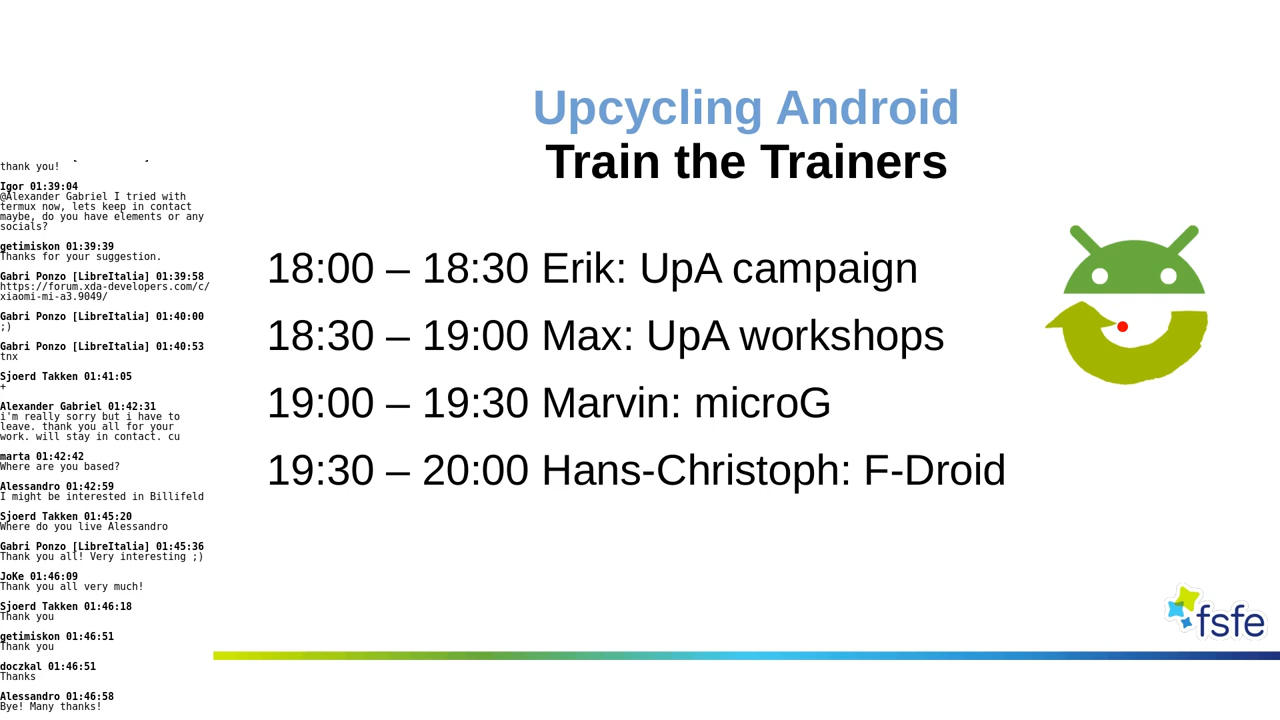 Upcycling Android
Train the Trainers
18:00 – 18:30 Erik: UpA campaign
18:30 – 19:00 Max: UpA workshops
19:00 – 19:30 Marvin: microG
19:30 – 20:00 Hans-Christoph: F-Droid
fsfe
thank you!
Igor 01:39:04
@Alexander Gabriel I tried with
termux now, lets keep in contact
maybe, do you have elements or any
socials?
getimiskon 01:39:39
Thanks for your suggestion.
Gabri Ponzo [LibreItalia] 01:39:58
https://forum.xda-developers.com/c/
xiaomi-mi-a3.9049/
Gabri Ponzo [LibreItalia] 01:40:00
;)
Gabri Ponzo [LibreItalia] 01:40:53
tnx
Sjoerd Takken 01:41:05
+
Alexander Gabriel 01:42:31
i'm really sorry but i have to
leave. thank you all for your
work. will stay in contact. cu
marta 01:42:42
Where are you based?
Alessandro 01:42:59
I might be interested in Billifeld
Sjoerd Takken 01:45:20
Where do you live Alessandro
Gabri Ponzo [LibreItalia] 01:45:36
Thank you all! Very interesting ;)
JoKe 01:46:09
Thank you all very much!
Sjoerd Takken 01:46:18
Thank you
getimiskon 01:46:51
Thank you
doczkal 01:46:51
Thanks
Alessandro 01:46:58
Bye! Many thanks!